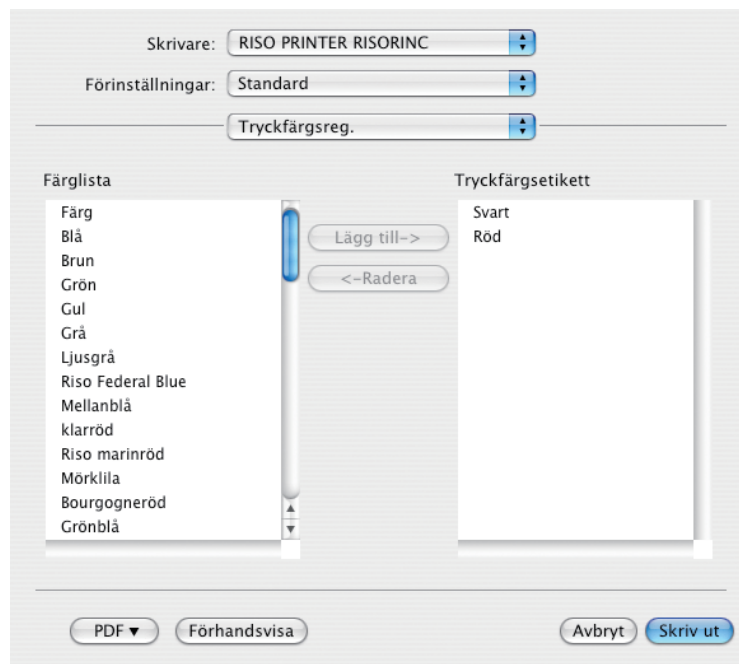 Skrivare: RISO PRINTER RISORINC
Förinställningar: Standard
Tryckfärgsreg.
Färglista
Tryckfärgsetikett
Färg
Blå
Brun
Grön
Gul
Grå
Ljusgrå
Riso Federal Blue
Mellanblå
klarröd
Riso marinröd
Mörklila
Bourgogneröd
Grönblå
Lägg till->
<-Radera
Svart
Röd
PDF ▼ Förhandsvisa Avbryt Skriv ut